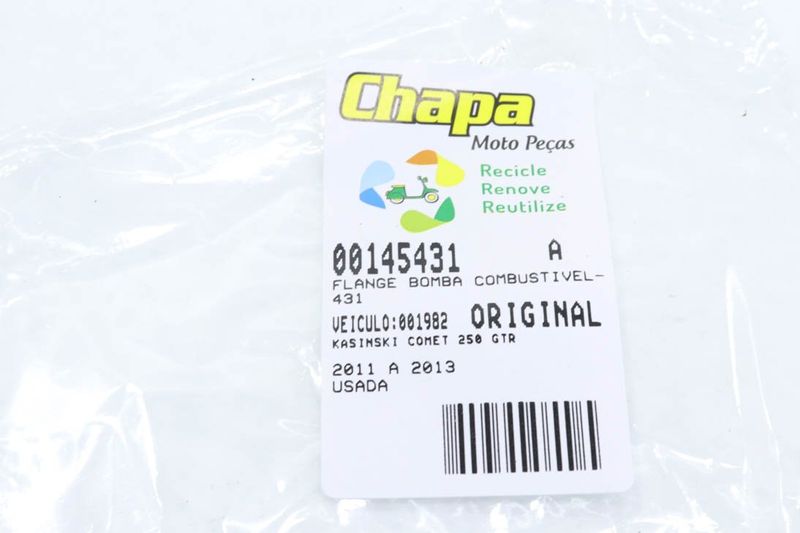 Chapa
Moto Peças
Recicle
Renove
Reutilize
00145431 A
FLANGE BOMBA COMBUSTIVEL-
431
VEICULO:001982 ORIGINAL
KASINSKI COMET 250 GTR
2011 A 2013
USADA